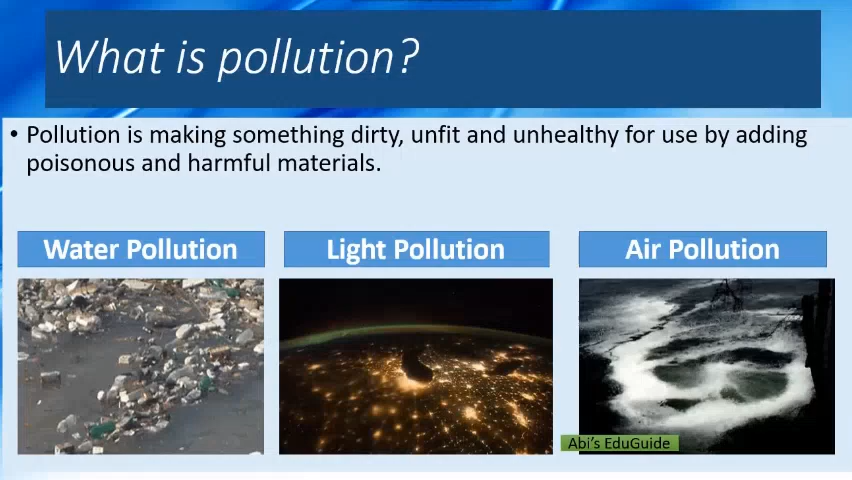 What is pollution?
• Pollution is making something dirty, unfit and unhealthy for use by adding
poisonous and harmful materials.
Water Pollution
Light Pollution
Air Pollution
Abi's EduGuide